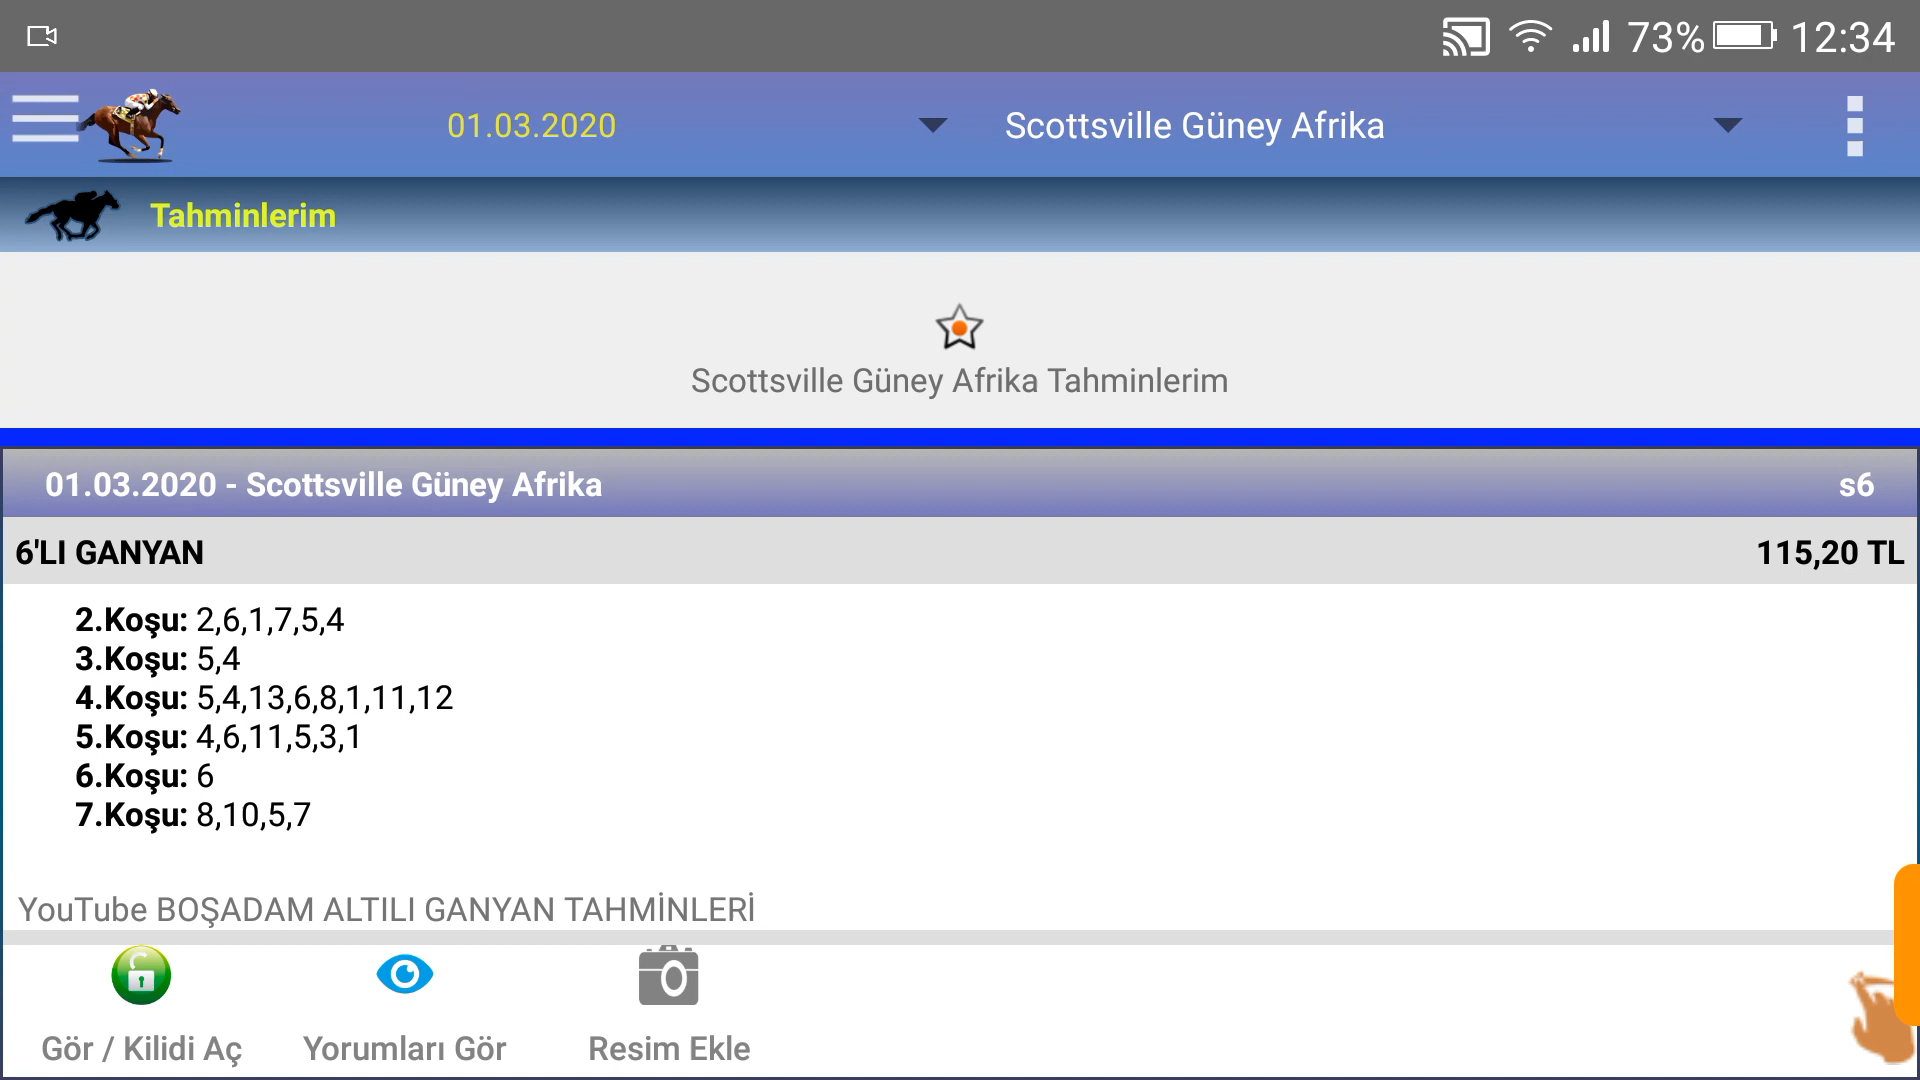 73% 12:34
01.03.2020 Scottsville Güney Afrika
Tahminlerim
Scottsville Güney Afrika Tahminlerim
01.03.2020 - Scottsville Güney Afrika s6
6'LI GANYAN 115,20 TL
2.Koşu: 2,6,1,7,5,4
3.Koşu: 5,4
4.Koşu: 5,4,13,6,8,1,11,12
5.Koşu: 4,6,11,5,3,1
6.Koşu: 6
7.Koşu: 8,10,5,7
YouTube BOŞADAM ALTILI GANYAN TAHMİNLERİ
Gör / Kilidi Aç Yorumları Gör Resim Ekle